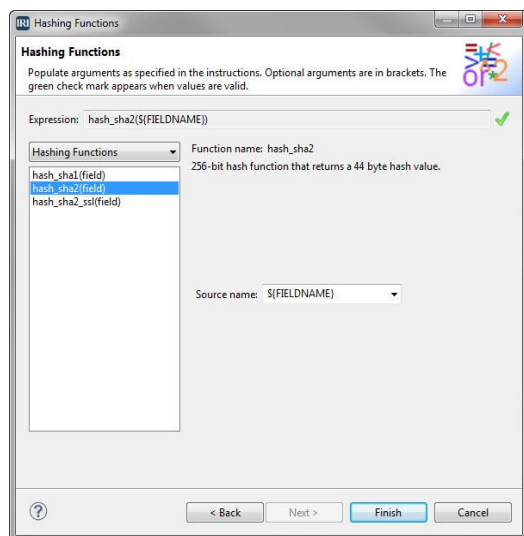 IRI Hashing Functions
Hashing Functions
Populate arguments as specified in the instructions. Optional arguments are in brackets. The
green check mark appears when values are valid.
Expression: hash_sha2(${FIELDNAME})
Hashing Functions
Function name: hash_sha2
256-bit hash function that returns a 44 byte hash value.
hash_sha1(field)
hash_sha2(field)
hash_sha2_ssl(field)
Source name: ${FIELDNAME}
< Back Next > Finish Cancel